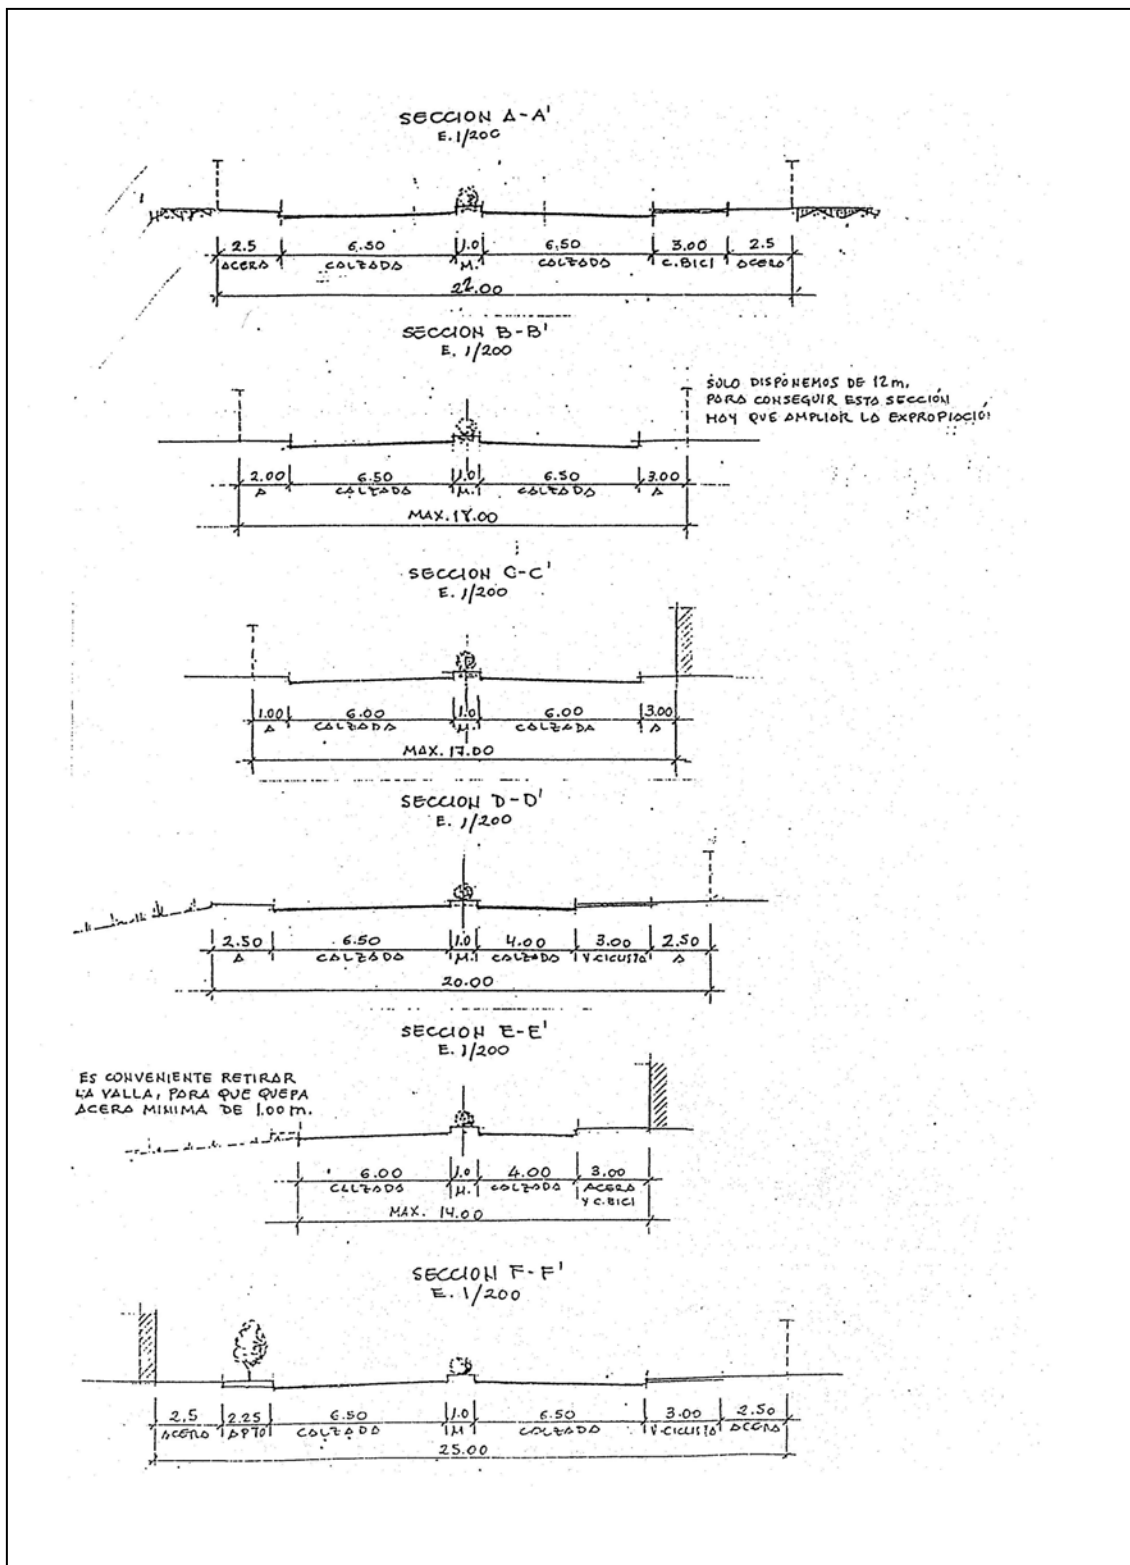 SECCION A-A'
E. 1/200
2.5 6.50 1.0 6.50 3.00 2.5
ACERA CALZADA M. CALZADA C.BICI ACERA
22.00
SECCION B-B'
E. 1/200
SOLO DISPONEMOS DE 12m,
PARA CONSEGUIR ESTA SECCIÓN
HAY QUE AMPLIAR LA EXPROPIACIÓ
2.00 6.50 1.0 6.50 3.00
A CALZADA M. CALZADA A
MAX. 18.00
SECCION C-C'
E. 1/200
1.00 6.00 1.0 6.00 3.00
A CALZADA M. CALZADA A
MAX. 17.00
SECCION D-D'
E. 1/200
2.50 6.50 1.0 4.00 3.00 2.50
A CALZADA M. CALZADA V.CICLISTA A
20.00
SECCION E-E'
E. 1/200
ES CONVENIENTE RETIRAR
LA VALLA, PARA QUE QUEPA
ACERA MINIMA DE 1.00 m.
6.00 1.0 4.00 3.00
CALZADA M. CALZADA ACERA
Y C.BICI
MAX. 14.00
SECCION F-F'
E. 1/200
2.5 2.25 6.50 1.0 6.50 3.00 2.50
ACERA APTO CALZADA M CALZADA V.CICLISTA ACERA
25.00